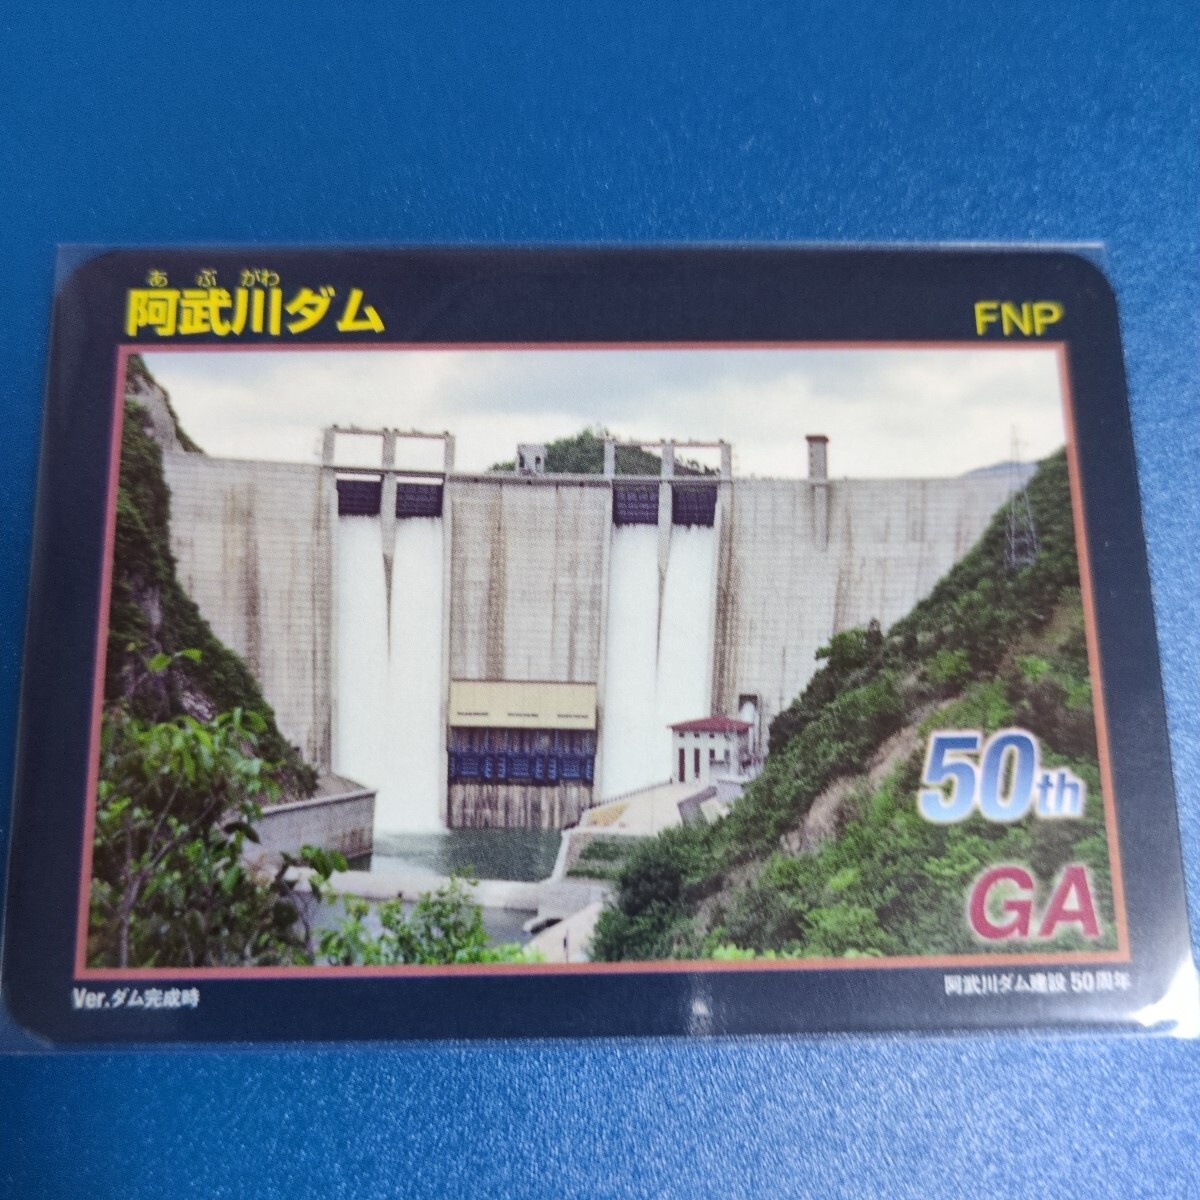 あぶがわ
阿武川ダム
FNP
50th
GA
Ver.ダム完成時
阿武川ダム建設 50周年